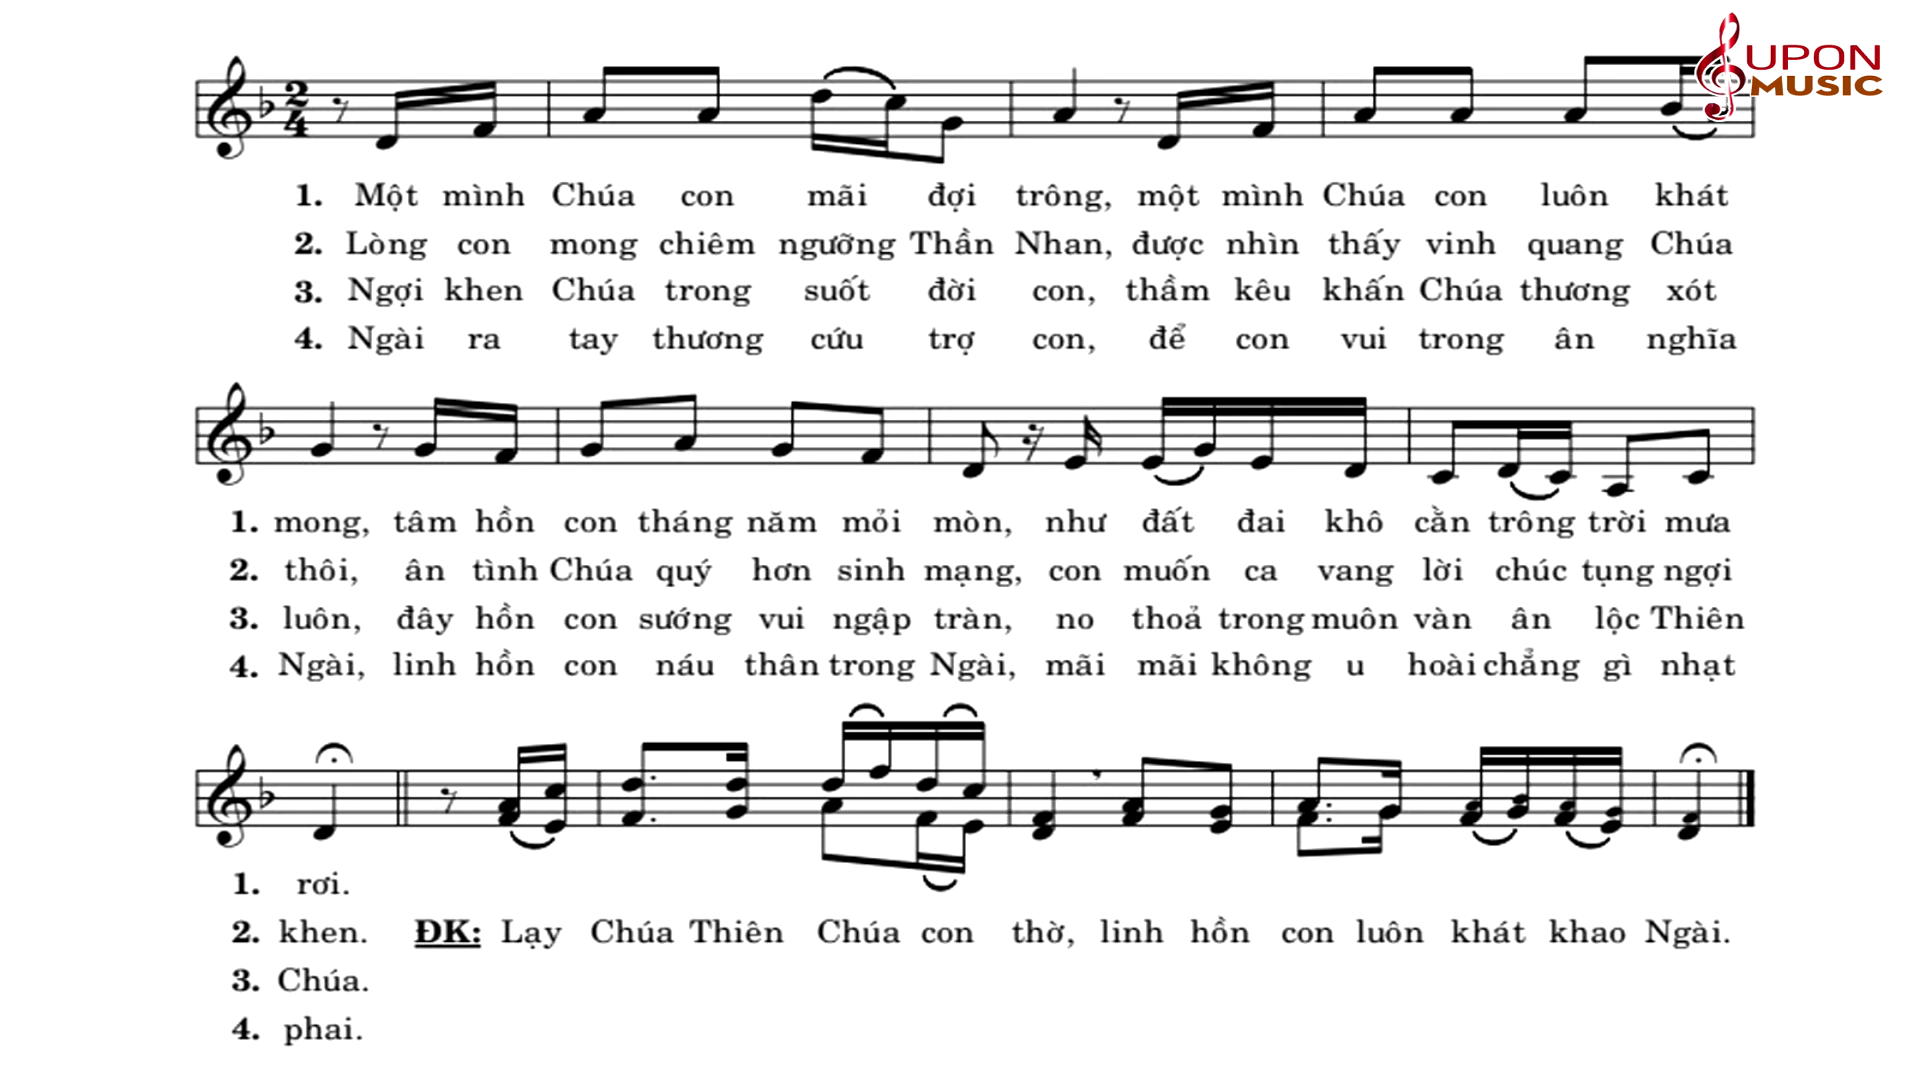 UPON
MUSIC
2
4
1. Một mình Chúa con mãi đợi trông, một mình Chúa con luôn khát
2. Lòng con mong chiêm ngưỡng Thần Nhan, được nhìn thấy vinh quang Chúa
3. Ngợi khen Chúa trong suốt đời con, thầm kêu khấn Chúa thương xót
4. Ngài ra tay thương cứu trợ con, để con vui trong ân nghĩa
1. mong, tâm hồn con tháng năm mỏi mòn, như đất đai khô cằn trông trời mưa
2. thôi, ân tình Chúa quý hơn sinh mạng, con muốn ca vang lời chúc tụng ngợi
3. luôn, đây hồn con sướng vui ngập tràn, no thoả trong muôn vàn ân lộc Thiên
4. Ngài, linh hồn con náu thân trong Ngài, mãi mãi không u hoài chẳng gì nhạt
1. rơi.
2. khen. ĐK: Lạy Chúa Thiên Chúa con thờ, linh hồn con luôn khát khao Ngài.
3. Chúa.
4. phai.